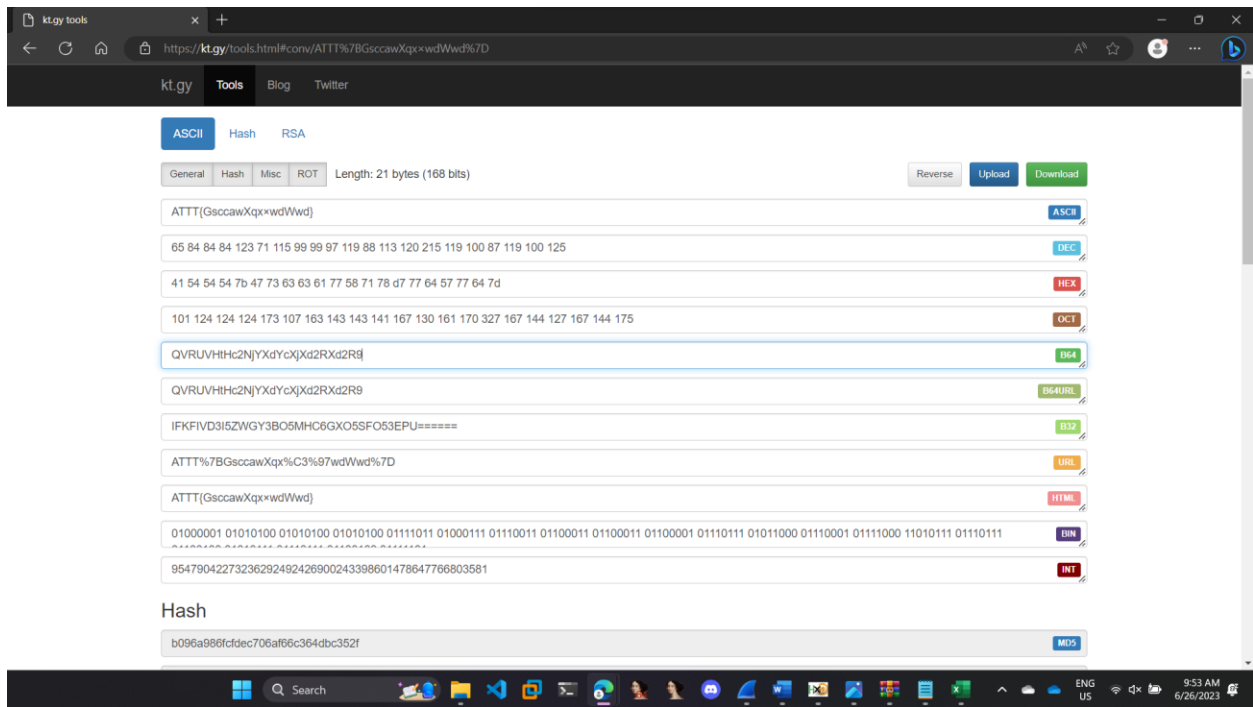 kt.gy tools
https://kt.gy/tools.html#conv/ATTT%7BGsccawXqx×wdWwd%7D
kt.gy Tools Blog Twitter
ASCII Hash RSA
General Hash Misc ROT Length: 21 bytes (168 bits) Reverse Upload Download
ATTT{GsccawXqx×wdWwd} ASCII
65 84 84 84 123 71 115 99 99 97 119 88 113 120 215 119 100 87 119 100 125 DEC
41 54 54 54 7b 47 73 63 63 61 77 58 71 78 d7 77 64 57 77 64 7d HEX
101 124 124 124 173 107 163 143 143 141 167 130 161 170 327 167 144 127 167 144 175 OCT
QVRUVHtHc2NjYXdYcXjXd2RXd2R9 B64
QVRUVHtHc2NjYXdYcXjXd2RXd2R9 B64URL
IFKFIVD3I5ZWGY3BO5MHC6GXO5SFO53EPU====== B32
ATTT%7BGsccawXqx%C3%97wdWwd%7D URL
ATTT{GsccawXqx×wdWwd} HTML
01000001 01010100 01010100 01010100 01111011 01000111 01110011 01100011 01100011 01100001 01110111 01011000 01110001 01111000 11010111 01110111 BIN
95479042273236292492426900243398601478647766803581 INT
Hash
b096a986fcfdec706af66c364dbc352f MD5
Search
ENG
US
9:53 AM
6/26/2023